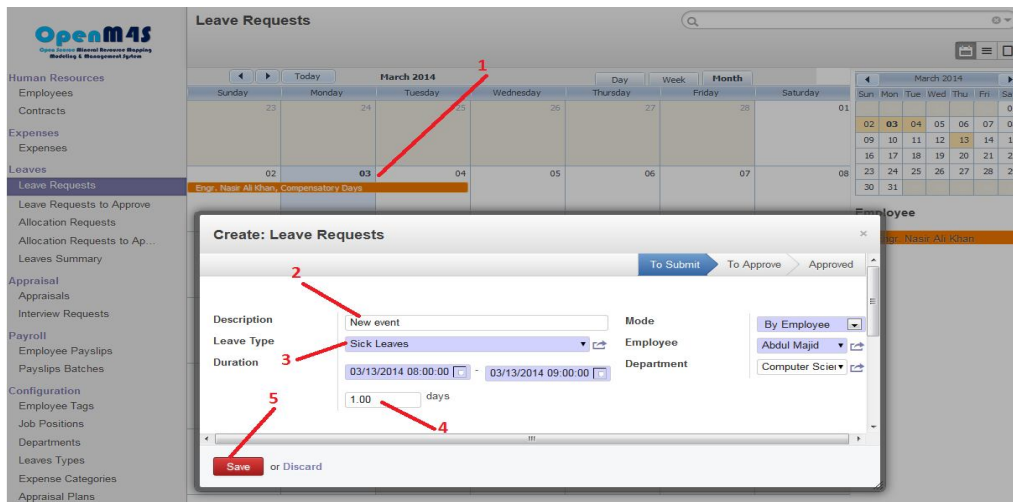 OpenM4S
Open Source Mineral Resource Mapping
Modeling & Management System
Human Resources
Employees
Contracts
Expenses
Expenses
Leaves
Leave Requests
Leave Requests to Approve
Allocation Requests
Allocation Requests to Ap...
Leaves Summary
Appraisal
Appraisals
Interview Requests
Payroll
Employee Payslips
Payslips Batches
Configuration
Employee Tags
Job Positions
Departments
Leaves Types
Expense Categories
Appraisal Plans
Leave Requests
Today March 2014 Day Week Month
Sunday Monday Tuesday Wednesday Thursday Friday Saturday
23 24 25 26 27 28 01
02 03 04 05 06 07 08
Engr. Nasir Ali Khan, Compensatory Days
March 2014
Sun Mon Tue Wed Thu Fri Sa
02 03 04 05 06 07
09 10 11 12 13 14 1
16 17 18 19 20 21 2
23 24 25 26 27 28 2
30 31
Employee
Engr. Nasir Ali Khan
1
Create: Leave Requests ×
To Submit To Approve Approved
2
Description New event Mode By Employee
Leave Type Sick Leaves Employee Abdul Majid
3
Duration 03/13/2014 08:00:00 - 03/13/2014 09:00:00 Department Computer Scien
1.00 days
4
5
Save or Discard